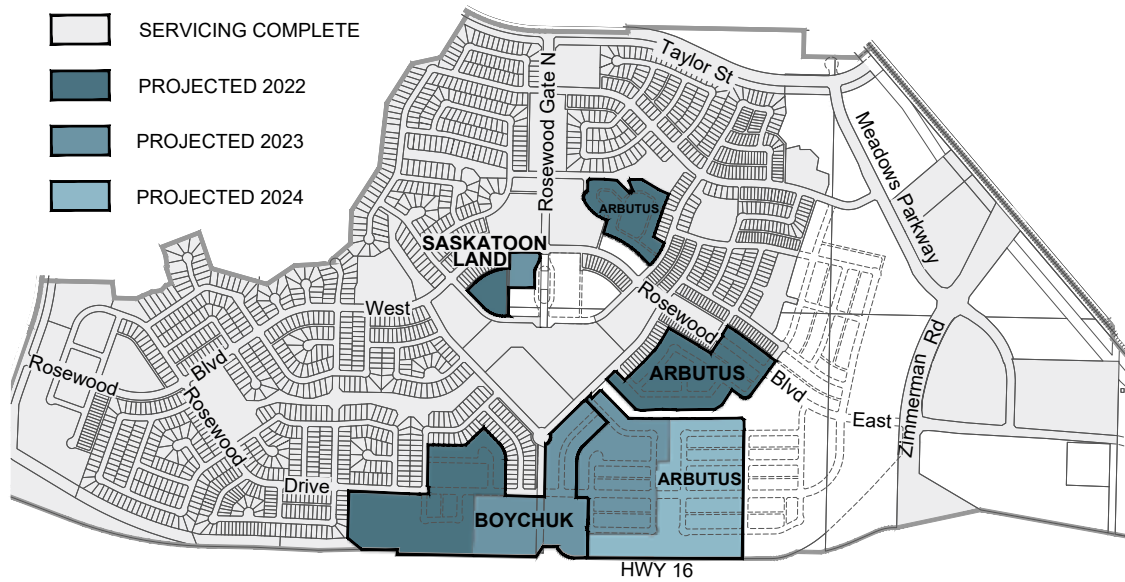 SERVICING COMPLETE
PROJECTED 2022
PROJECTED 2023
PROJECTED 2024
Taylor St
Rosewood Gate N
Meadows Parkway
ARBUTUS
SASKATOON
LAND
West
Rosewood
Rosewood
Blvd
ARBUTUS
Blvd
Zimmerman Rd
East
Rosewood
Drive
ARBUTUS
BOYCHUK
HWY 16